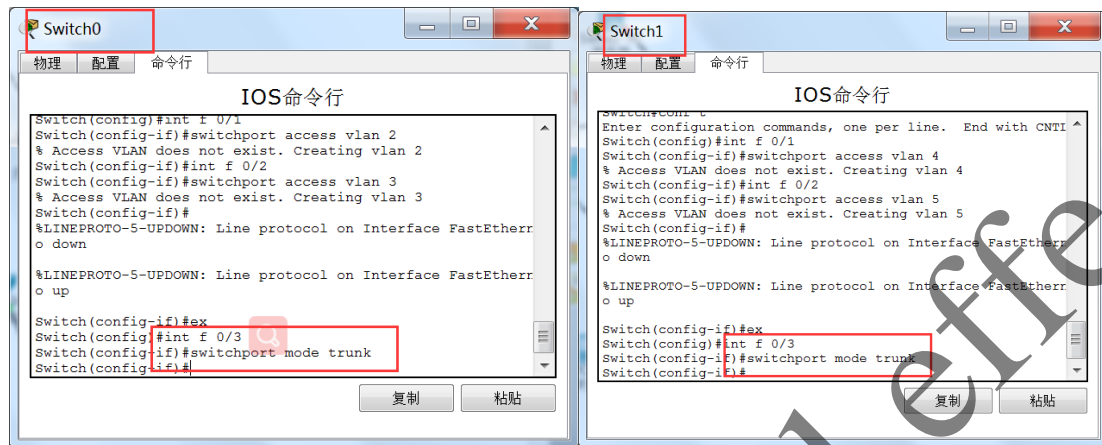 Switch0
物理 配置 命令行
IOS命令行
Switch(config)#int f 0/1
Switch(config-if)#switchport access vlan 2
% Access VLAN does not exist. Creating vlan 2
Switch(config-if)#int f 0/2
Switch(config-if)#switchport access vlan 3
% Access VLAN does not exist. Creating vlan 3
Switch(config-if)#
%LINEPROTO-5-UPDOWN: Line protocol on Interface FastEthern
o down
%LINEPROTO-5-UPDOWN: Line protocol on Interface FastEthern
o up
Switch(config-if)#ex
Switch(config)#int f 0/3
Switch(config-if)#switchport mode trunk
Switch(config-if)#
复制 粘贴
Switch1
物理 配置 命令行
IOS命令行
Switch#conf t
Enter configuration commands, one per line. End with CNTL
Switch(config)#int f 0/1
Switch(config-if)#switchport access vlan 4
% Access VLAN does not exist. Creating vlan 4
Switch(config-if)#int f 0/2
Switch(config-if)#switchport access vlan 5
% Access VLAN does not exist. Creating vlan 5
Switch(config-if)#
%LINEPROTO-5-UPDOWN: Line protocol on Interface FastEthern
o down
%LINEPROTO-5-UPDOWN: Line protocol on Interface FastEthern
o up
Switch(config-if)#ex
Switch(config)#int f 0/3
Switch(config-if)#switchport mode trunk
Switch(config-if)#
复制 粘贴